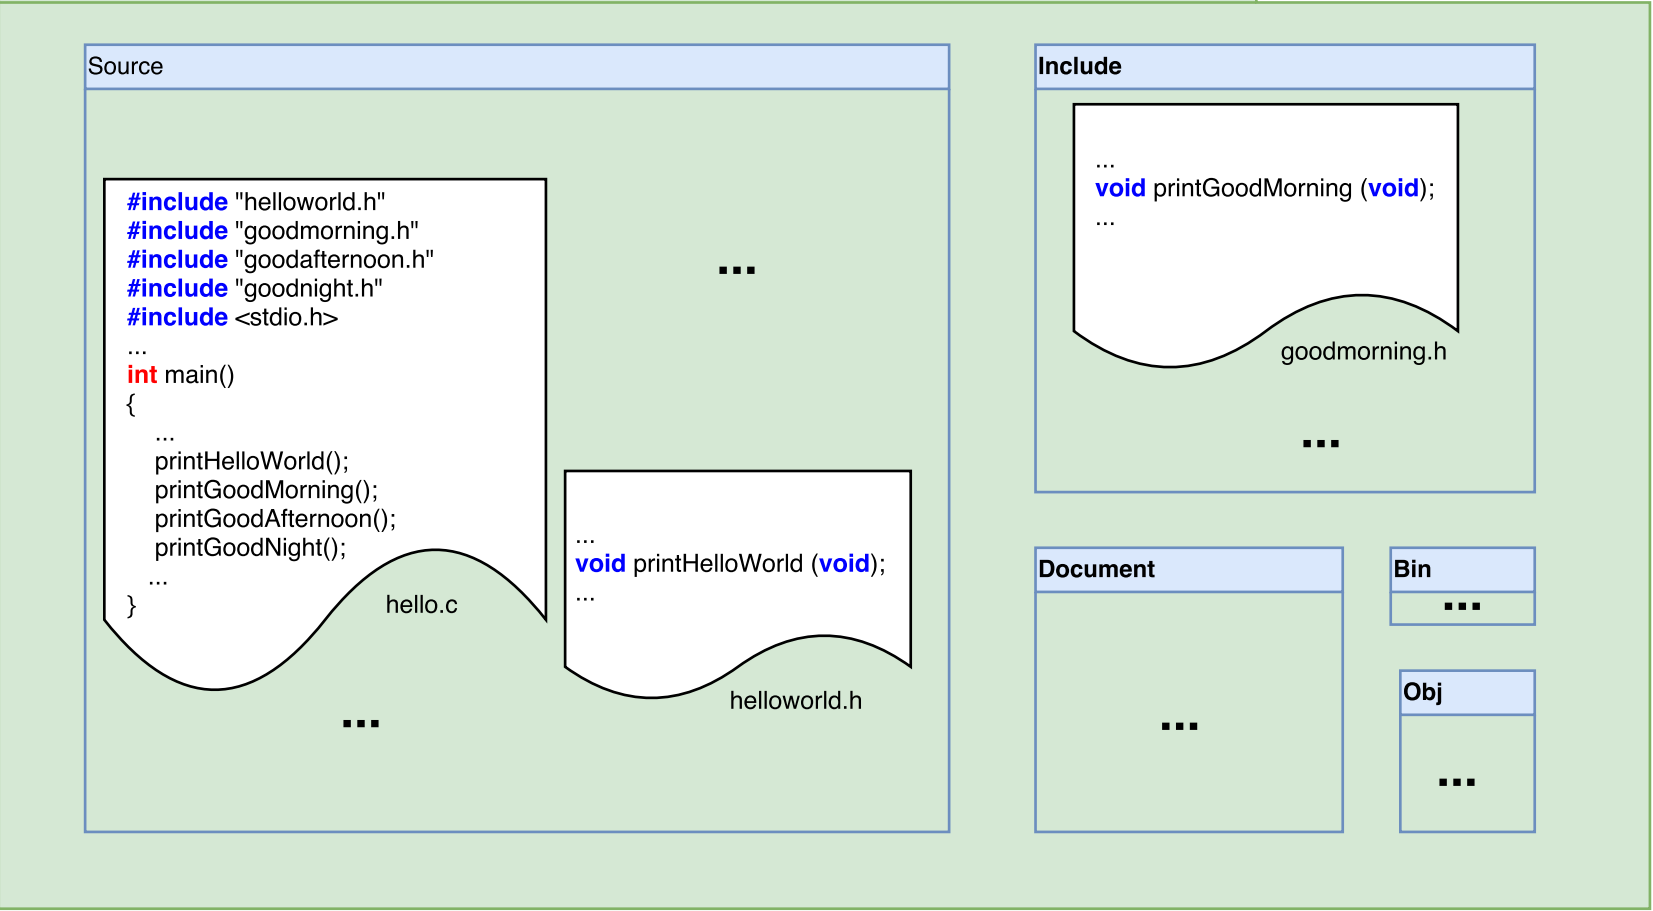 Source
#include "helloworld.h"
#include "goodmorning.h"
#include "goodafternoon.h"
#include "goodnight.h"
#include <stdio.h>
...
int main()
{
...
printHelloWorld();
printGoodMorning();
printGoodAfternoon();
printGoodNight();
...
}
hello.c
...
...
...
void printHelloWorld (void);
...
helloworld.h
Include
...
void printGoodMorning (void);
...
goodmorning.h
...
Document
...
Bin
...
Obj
...